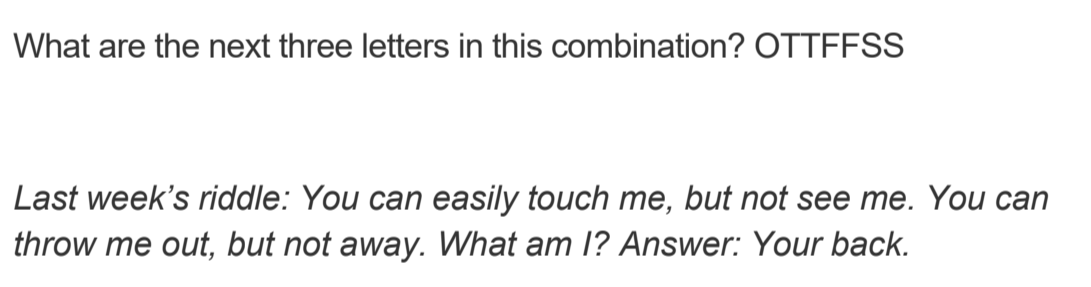 What are the next three letters in this combination? OTTFFSS
Last week’s riddle: You can easily touch me, but not see me. You can
throw me out, but not away. What am I? Answer: Your back.